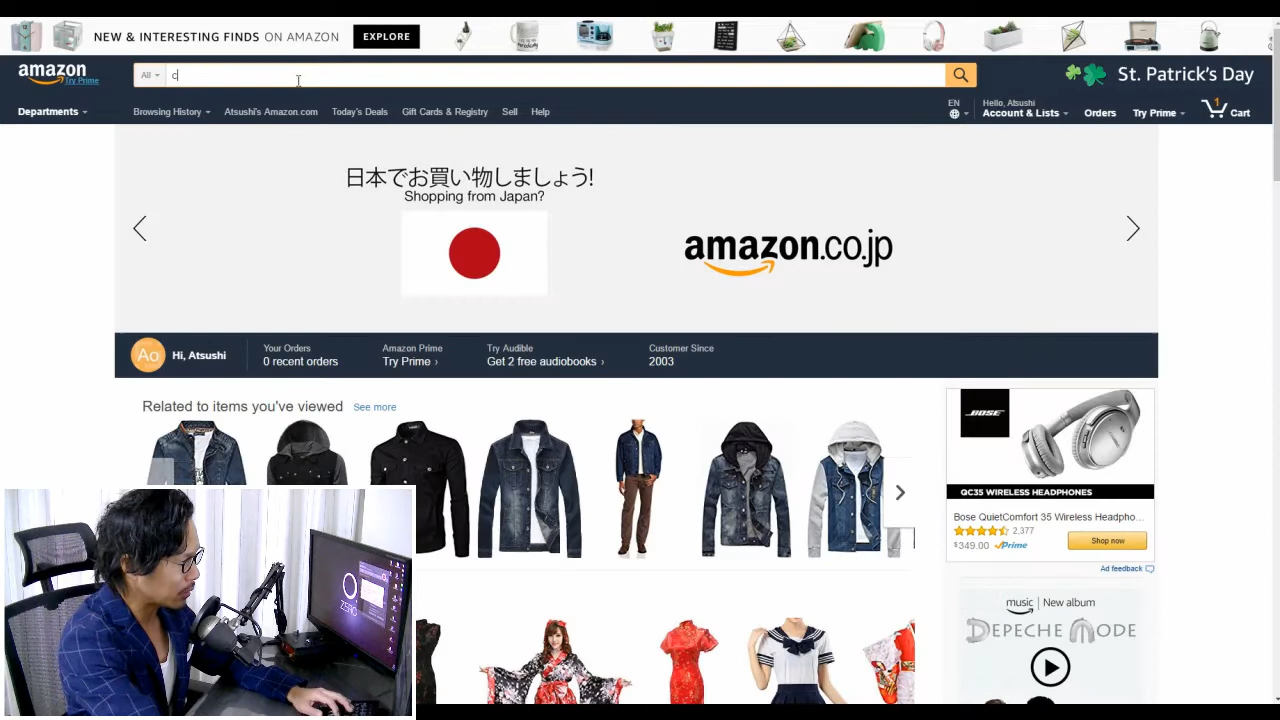 NEW & INTERESTING FINDS ON AMAZON EXPLORE
amazon
Try Prime
All
c
St. Patrick's Day
Departments
Browsing History
Atsushi's Amazon.com
Today's Deals
Gift Cards & Registry
Sell
Help
EN
Hello, Atsushi
Account & Lists
Orders
Try Prime
1
Cart
日本でお買い物しましょう!
Shopping from Japan?
amazon.co.jp
Ao
Hi, Atsushi
Your Orders
0 recent orders
Amazon Prime
Try Prime ›
Try Audible
Get 2 free audiobooks ›
Customer Since
2003
Related to items you've viewed See more
BOSE
QC35 WIRELESS HEADPHONES
Bose QuietComfort 35 Wireless Headpho...
2,377
$349.00 Prime
Shop now
Ad feedback
music | New album
DEPECHE MODE
ZERO